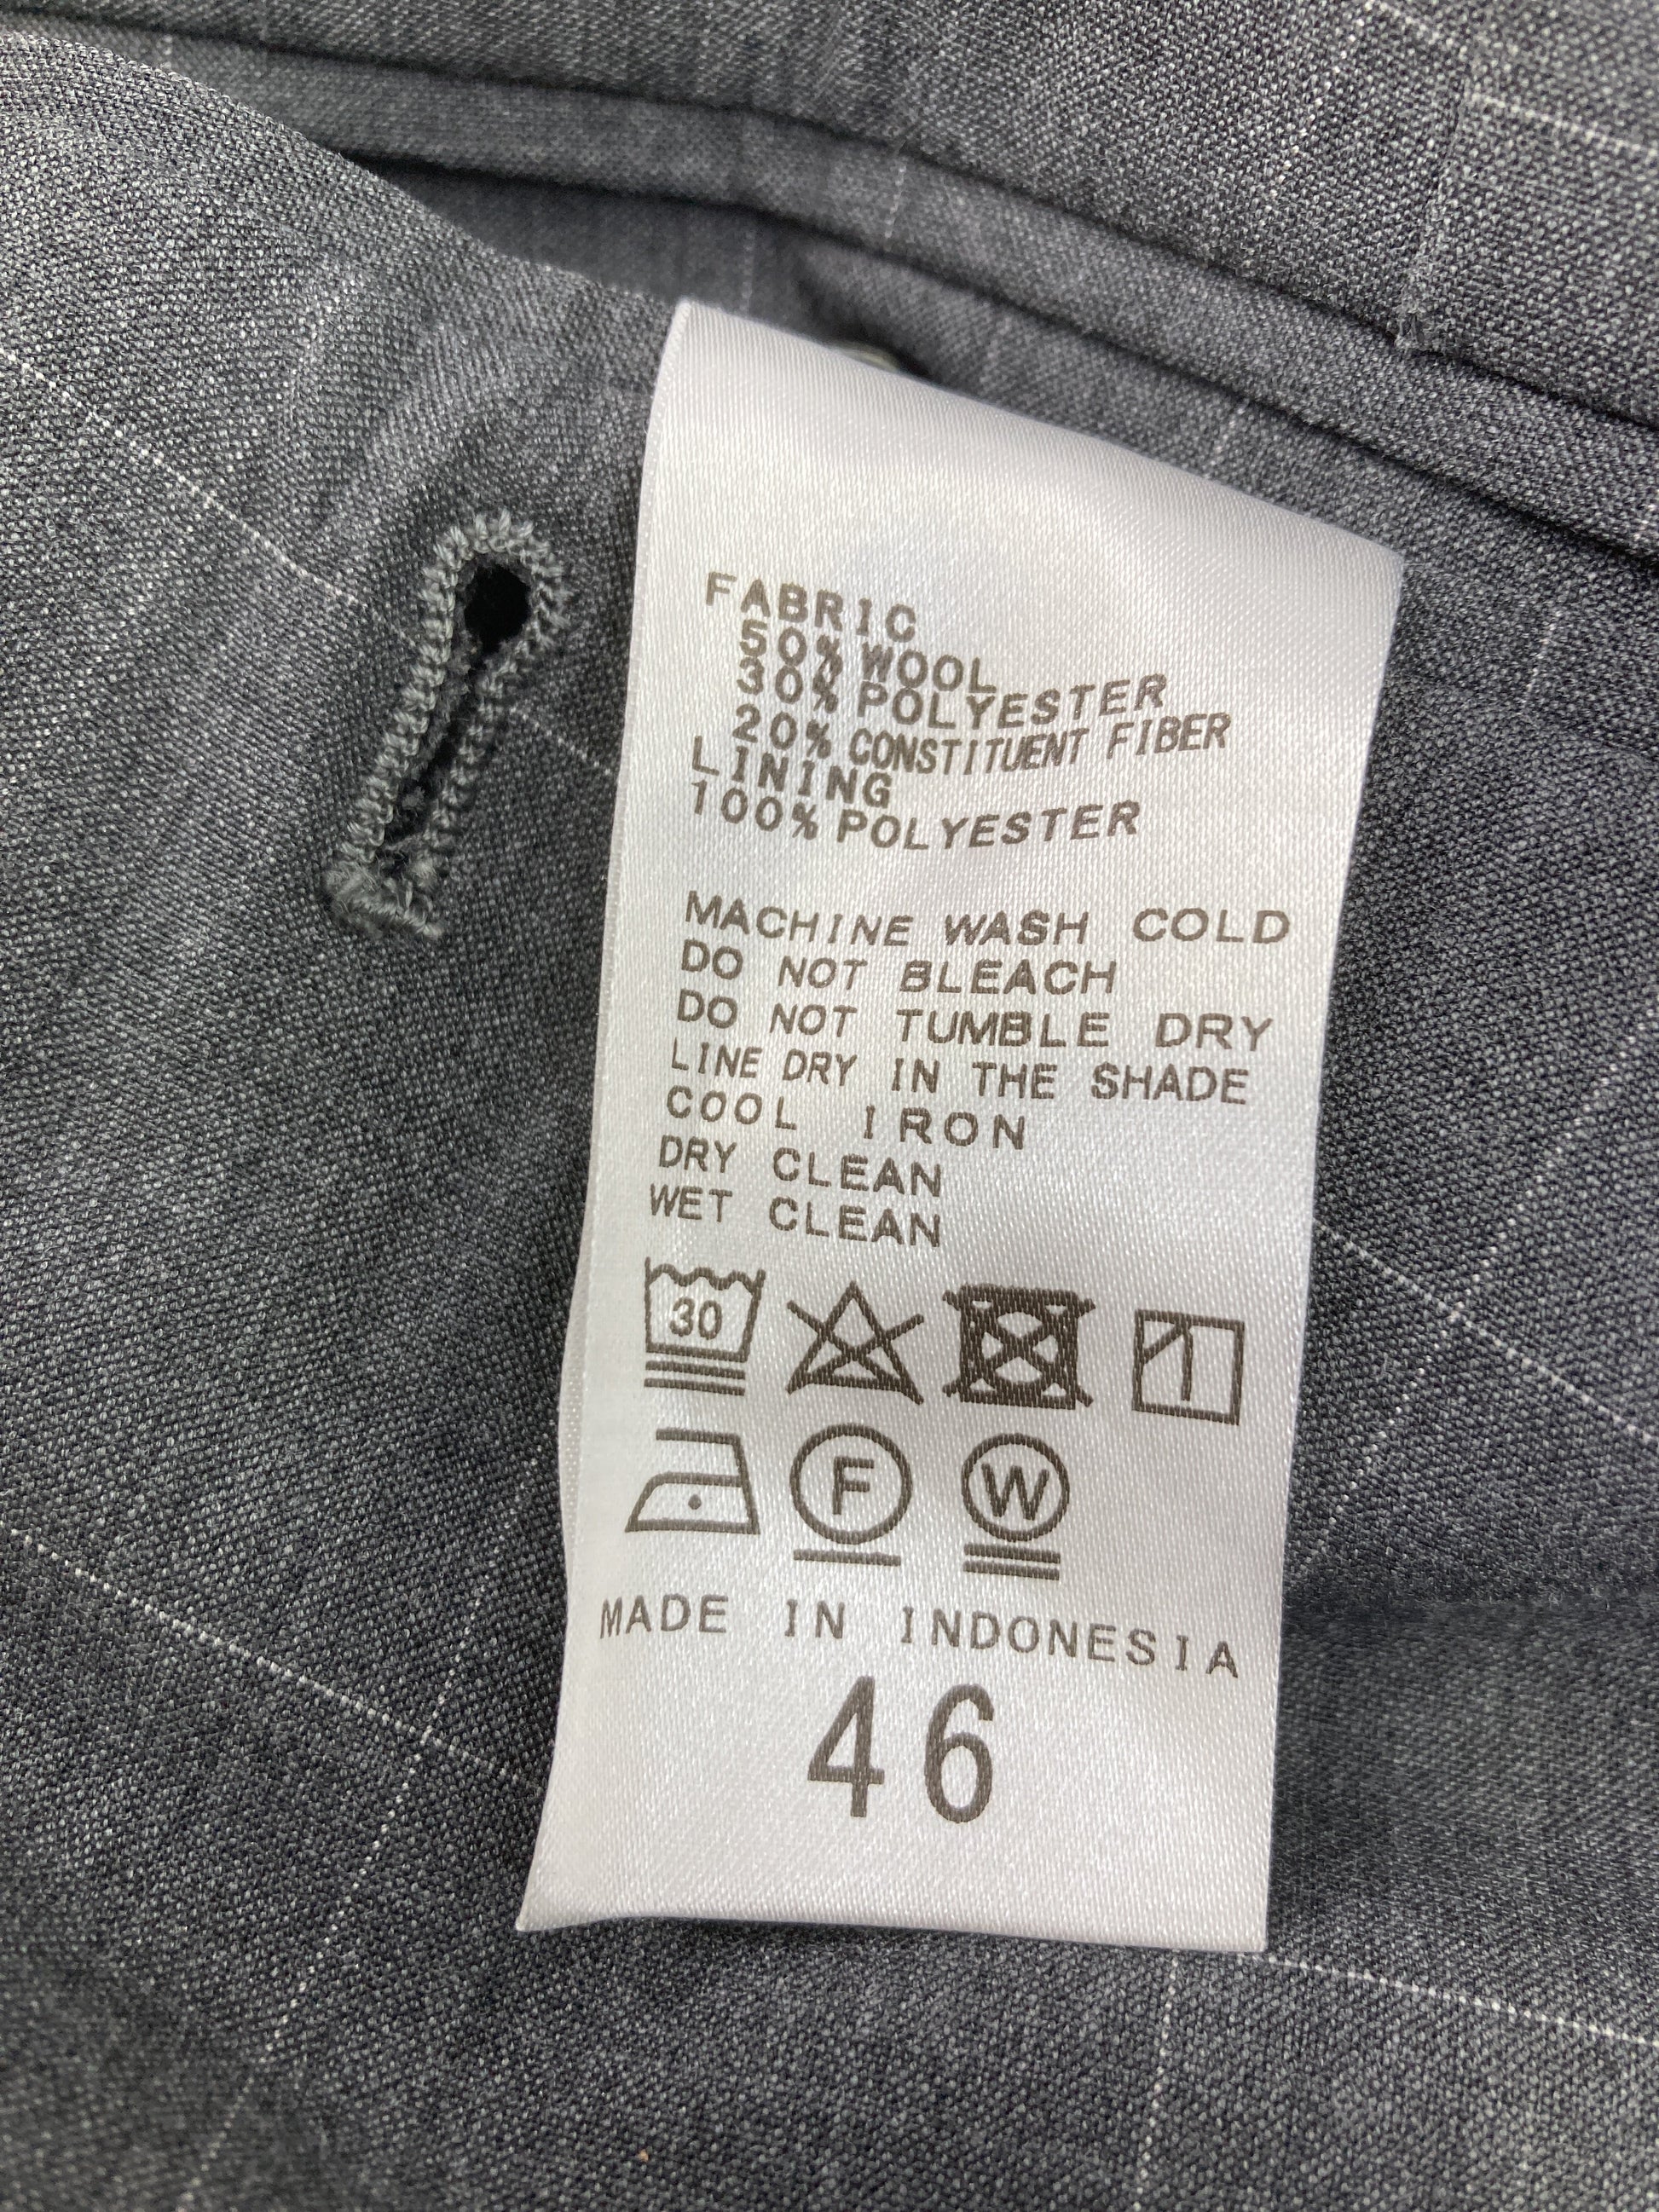 FABRIC
50% WOOL
30% POLYESTER
20% CONSTITUENT FIBER
LINING
100% POLYESTER
MACHINE WASH COLD
DO NOT BLEACH
DO NOT TUMBLE DRY
LINE DRY IN THE SHADE
COOL IRON
DRY CLEAN
WET CLEAN
30
F W
MADE IN INDONESIA
46